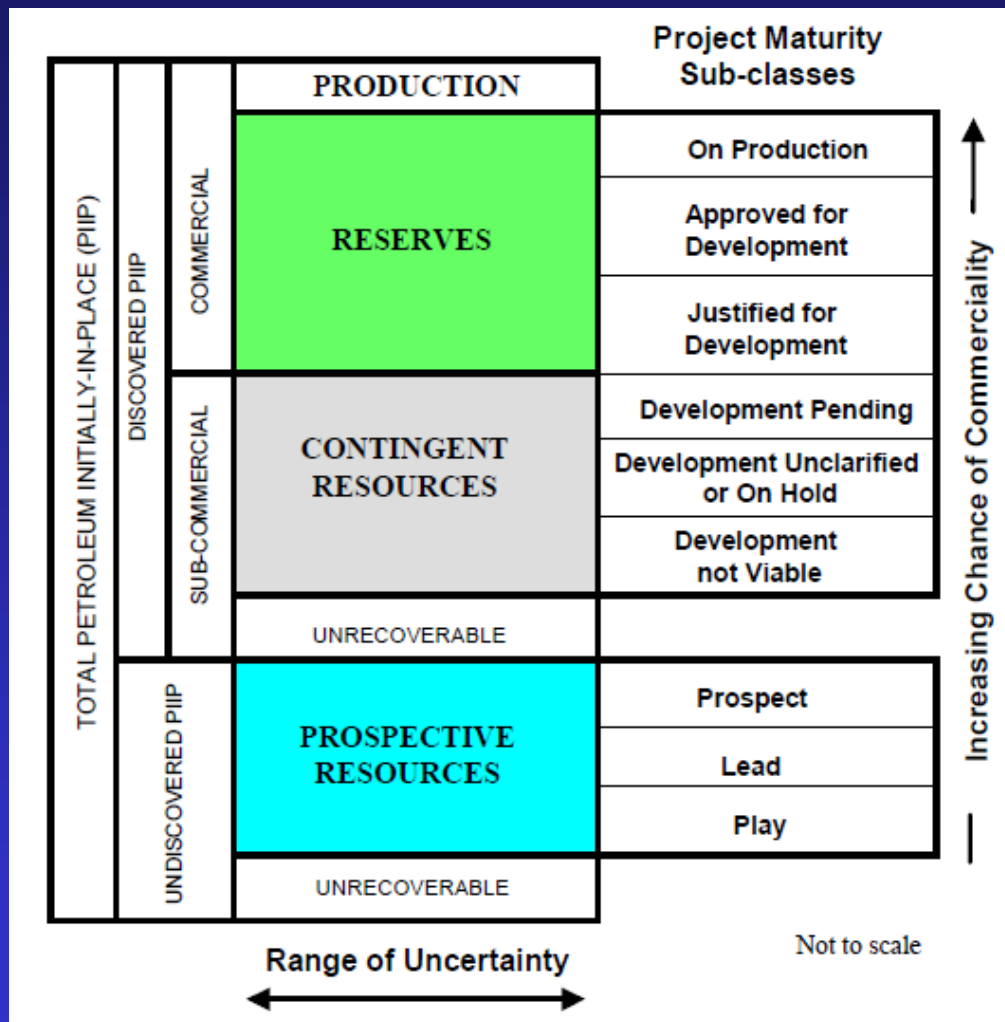 Project Maturity
Sub-classes
PRODUCTION
On Production
RESERVES
Approved for
Development
Justified for
Development
CONTINGENT
RESOURCES
Development Pending
Development Unclarified
or On Hold
Development
not Viable
UNRECOVERABLE
PROSPECTIVE
RESOURCES
Prospect
Lead
Play
UNRECOVERABLE
TOTAL PETROLEUM INITIALLY-IN-PLACE (PIIP)
DISCOVERED PIIP
UNDISCOVERED PIIP
COMMERCIAL
SUB-COMMERCIAL
Increasing Chance of Commerciality
Not to scale
Range of Uncertainty